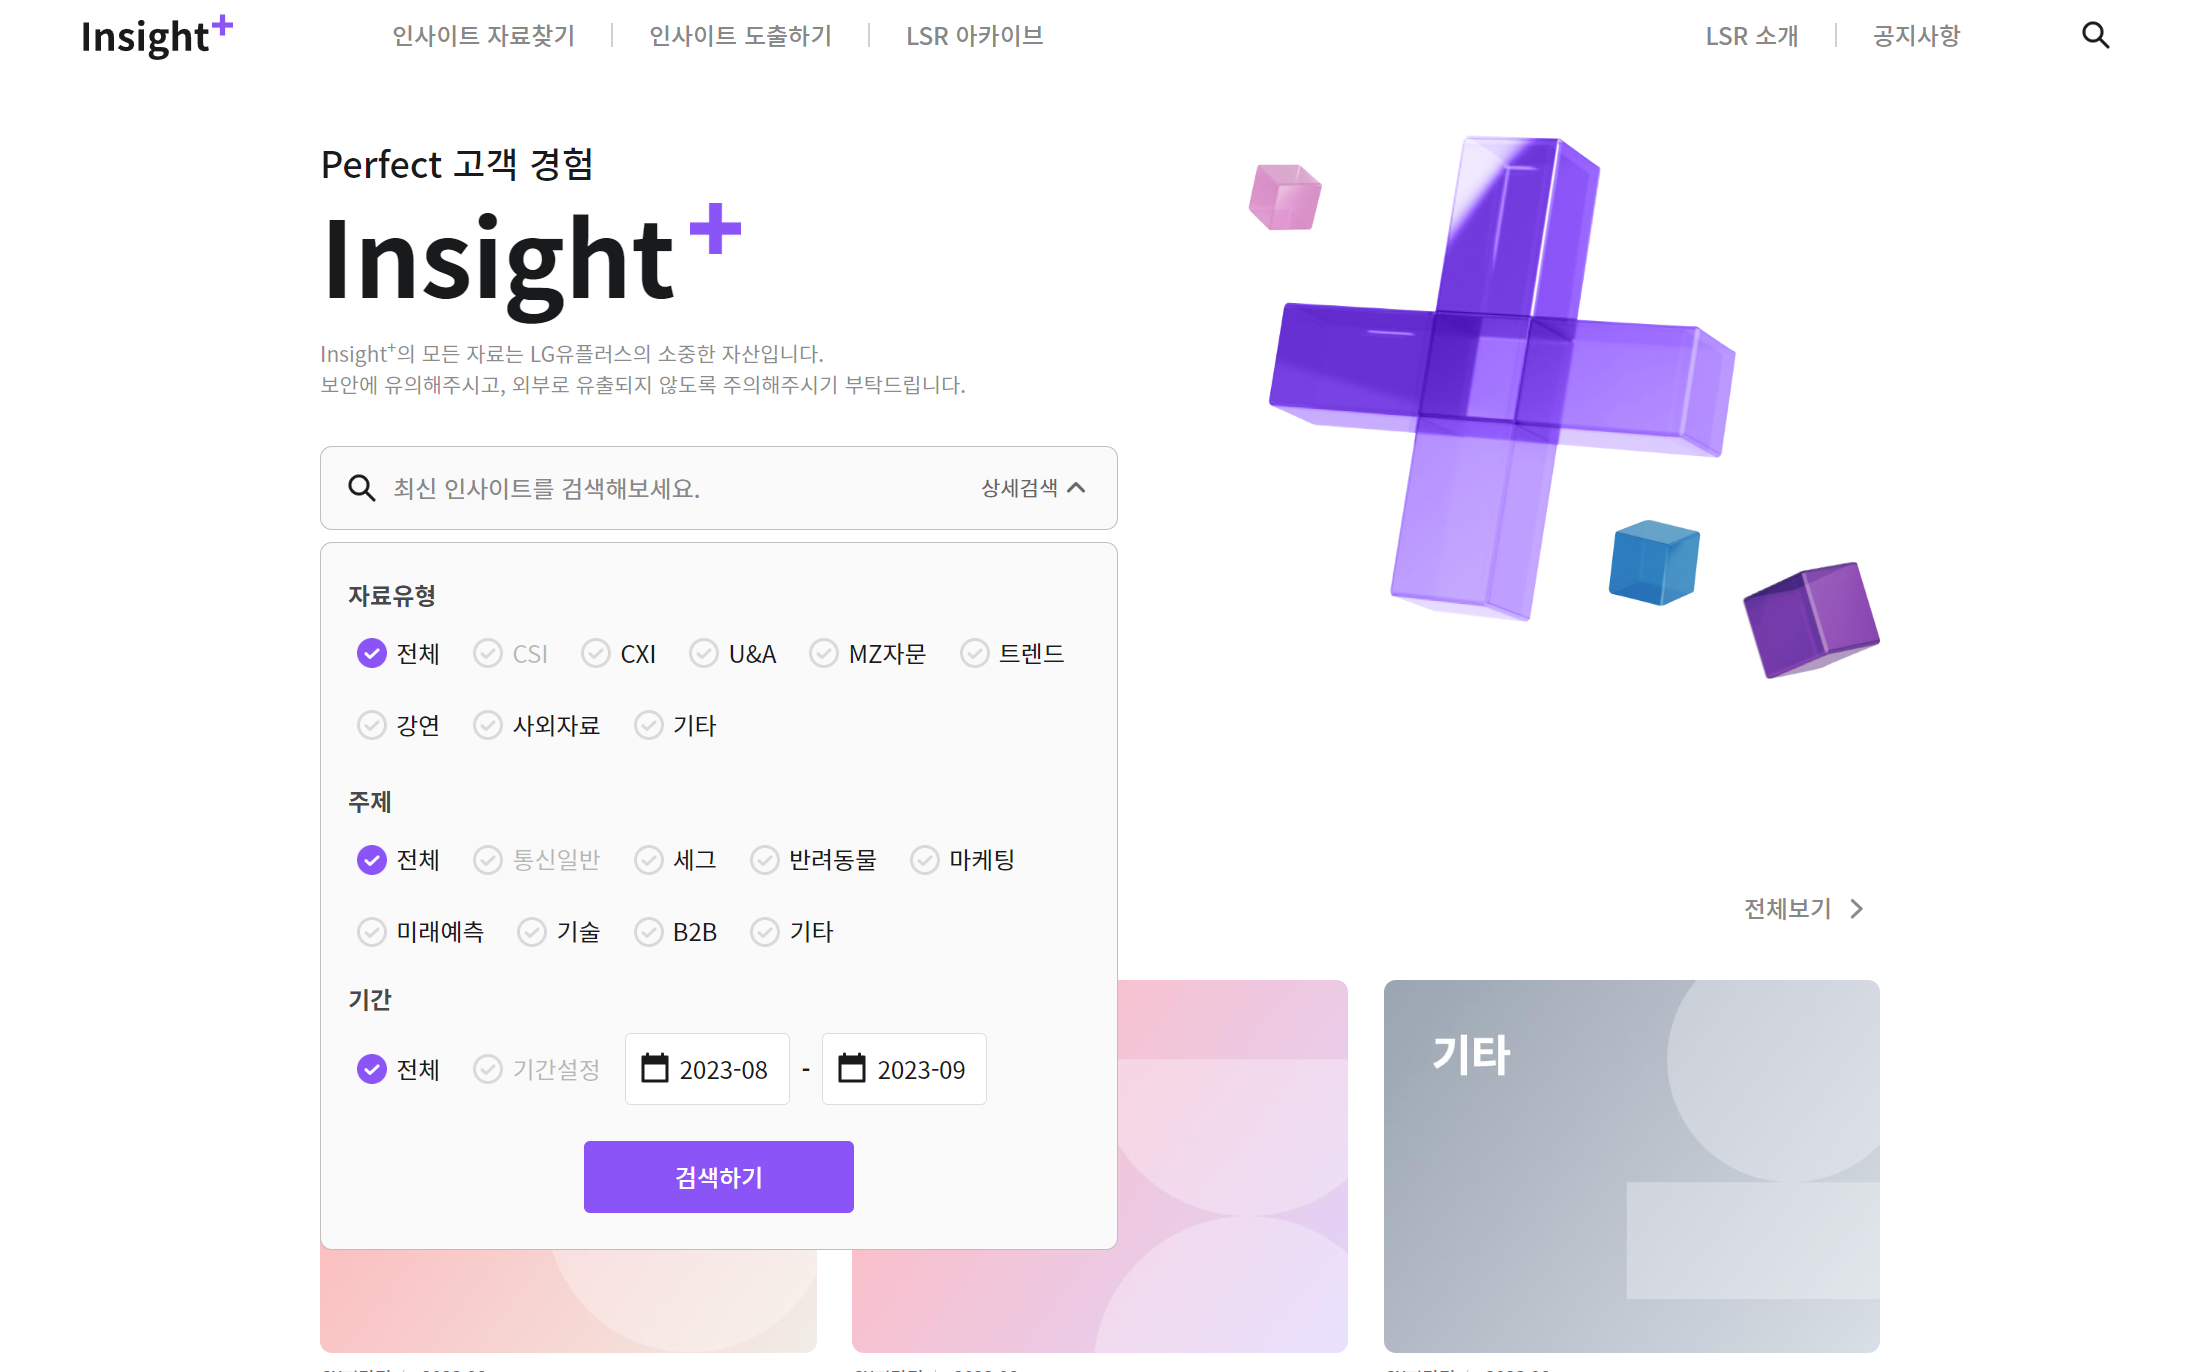 Insight+
인사이트 자료찾기
인사이트 도출하기
LSR 아카이브
LSR 소개
공지사항
Perfect 고객 경험
Insight+
Insight+의 모든 자료는 LG유플러스의 소중한 자산입니다.
보안에 유의해주시고, 외부로 유출되지 않도록 주의해주시기 부탁드립니다.
최신 인사이트를 검색해보세요.
상세검색
자료유형
전체 CSI CXI U&A MZ자문 트렌드
강연 사외자료 기타
주제
전체 통신일반 세그 반려동물 마케팅
미래예측 기술 B2B 기타
기간
전체 기간설정 2023-08 - 2023-09
검색하기
전체보기
기타